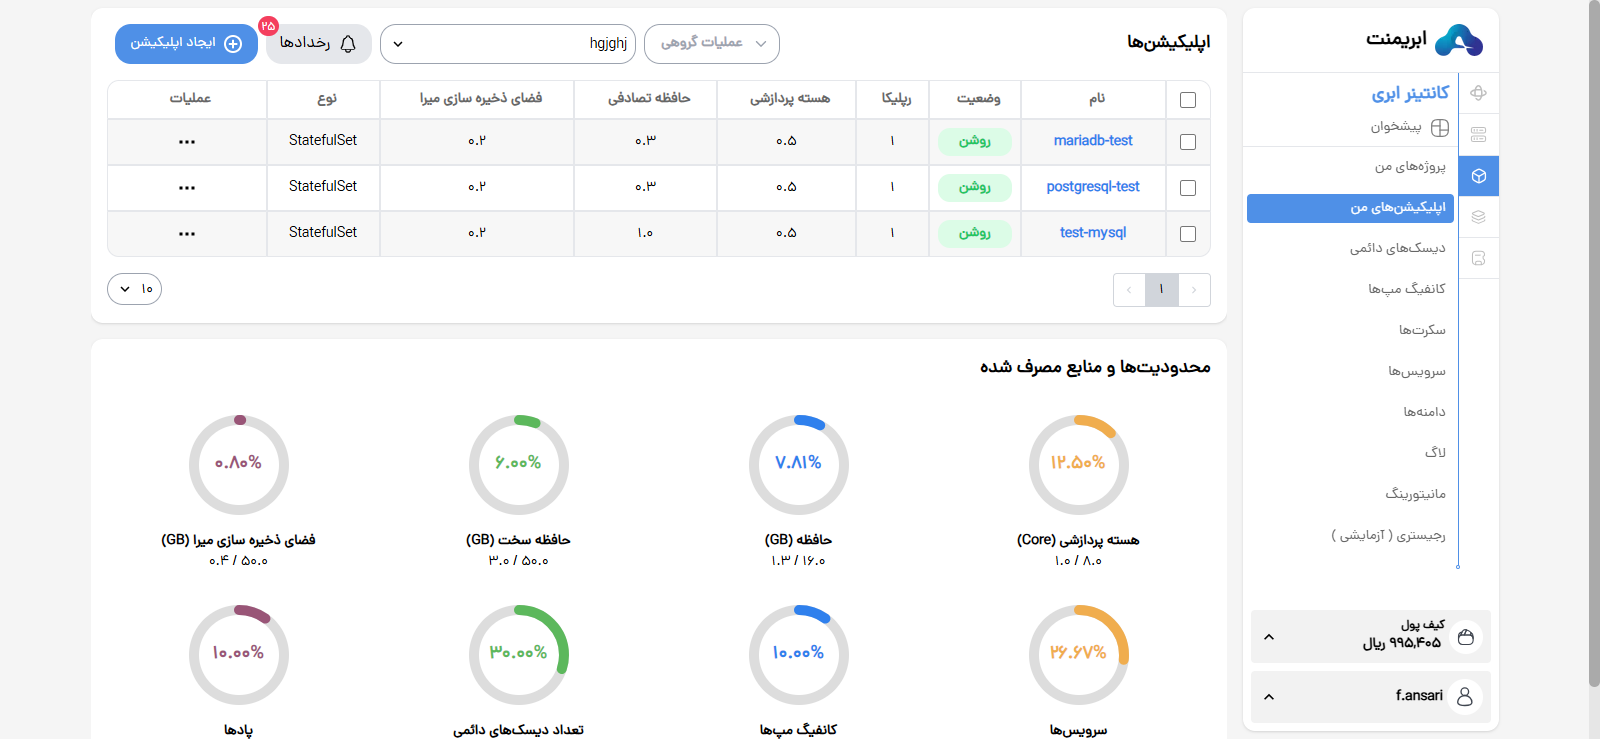 ابریمنت
کانتینر ابری
پیشخوان
پروژه‌های من
اپلیکیشن‌های من
دیسک‌های دائمی
کانفیگ مپ‌ها
سکرت‌ها
سرویس‌ها
دامنه‌ها
لاگ
مانیتورینگ
رجیستری ( آزمایشی )
کیف پول
۹۹۵,۴۰۵ ریال
f.ansari
اپلیکیشن‌ها
عملیات گروهی
hgjghj
رخدادها
۲۵
ایجاد اپلیکیشن
نام وضعیت رپلیکا هسته پردازشی حافظه تصادفی فضای ذخیره سازی میرا نوع عملیات
mariadb-test روشن ۱ ۰.۵ ۰.۳ ۰.۲ StatefulSet ...
postgresql-test روشن ۱ ۰.۵ ۰.۳ ۰.۲ StatefulSet ...
test-mysql روشن ۱ ۰.۵ ۱.۰ ۰.۲ StatefulSet ...
۱
۱۰
محدودیت‌ها و منابع مصرف شده
۱۲.۵۰% ۷.۸۱% ۶.۰۰% ۰.۸۰%
هسته پردازشی (Core) حافظه (GB) حافظه سخت (GB) فضای ذخیره سازی میرا (GB)
۱.۰ / ۸.۰ ۱.۳ / ۱۶.۰ ۳.۰ / ۵۰.۰ ۰.۴ / ۵۰.۰
۲۶.۶۷% ۱۰.۰۰% ۳۰.۰۰% ۱۰.۰۰%
سرویس‌ها کانفیگ مپ‌ها تعداد دیسک‌های دائمی پادها